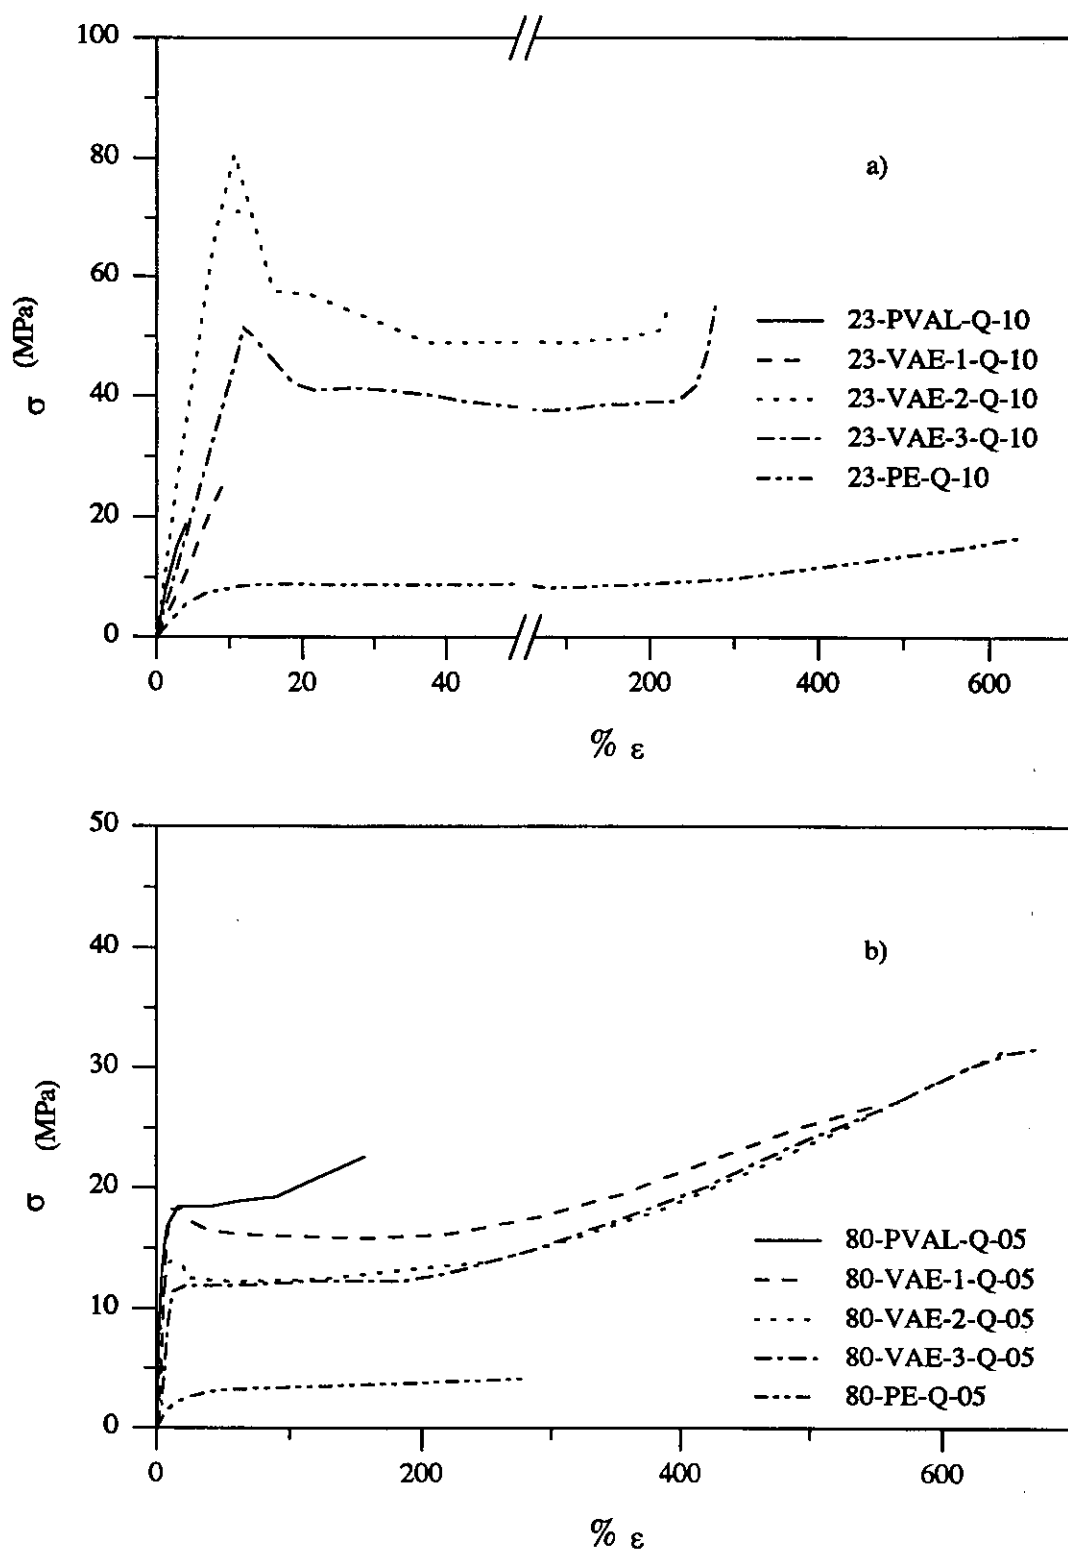 100
80
60
40
20
0
σ (MPa)
a)
23-PVAL-Q-10
23-VAE-1-Q-10
23-VAE-2-Q-10
23-VAE-3-Q-10
23-PE-Q-10
0 20 40 200 400 600
% ε
50
40
30
20
10
0
σ (MPa)
b)
80-PVAL-Q-05
80-VAE-1-Q-05
80-VAE-2-Q-05
80-VAE-3-Q-05
80-PE-Q-05
0 200 400 600
% ε